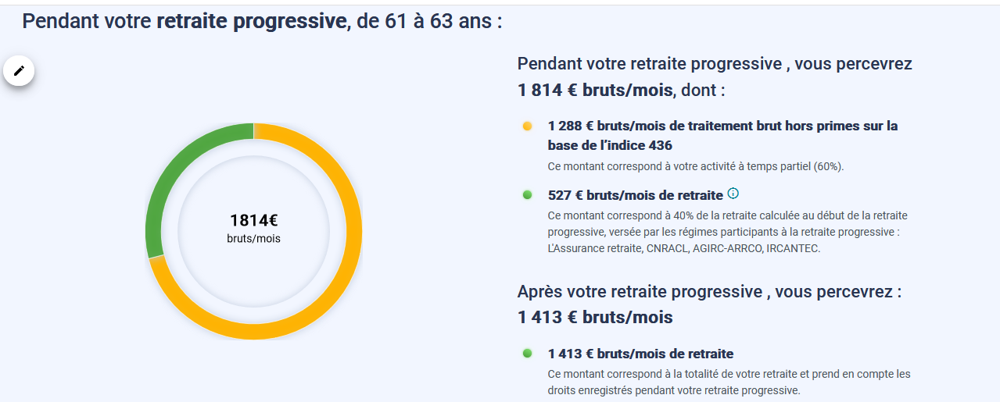 Pendant votre retraite progressive, de 61 à 63 ans :
1814€
bruts/mois
Pendant votre retraite progressive , vous percevrez
1 814 € bruts/mois, dont :
1 288 € bruts/mois de traitement brut hors primes sur la
base de l’indice 436
Ce montant correspond à votre activité à temps partiel (60%).
527 € bruts/mois de retraite
Ce montant correspond à 40% de la retraite calculée au début de la retraite
progressive, versée par les régimes participants à la retraite progressive :
L'Assurance retraite, CNRACL, AGIRC-ARRCO, IRCANTEC.
Après votre retraite progressive , vous percevrez :
1 413 € bruts/mois
1 413 € bruts/mois de retraite
Ce montant correspond à la totalité de votre retraite et prend en compte les
droits enregistrés pendant votre retraite progressive.